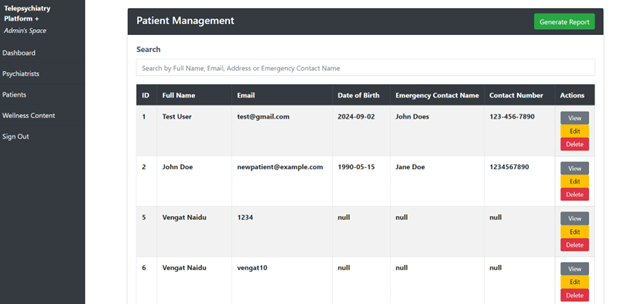 Telepsychiatry
Platform +
Admin's Space
Dashboard
Psychiatrists
Patients
Wellness Content
Sign Out
Patient Management
Generate Report
Search
Search by Full Name, Email, Address or Emergency Contact Name
ID Full Name Email Date of Birth Emergency Contact Name Contact Number Actions
1 Test User test@gmail.com 2024-09-02 John Does 123-456-7890 View
Edit
Delete
2 John Doe newpatient@example.com 1990-05-15 Jane Doe 1234567890 View
Edit
Delete
5 Vengat Naidu 1234 null null null View
Edit
Delete
6 Vengat Naidu vengat10 null null null View
Edit
Delete